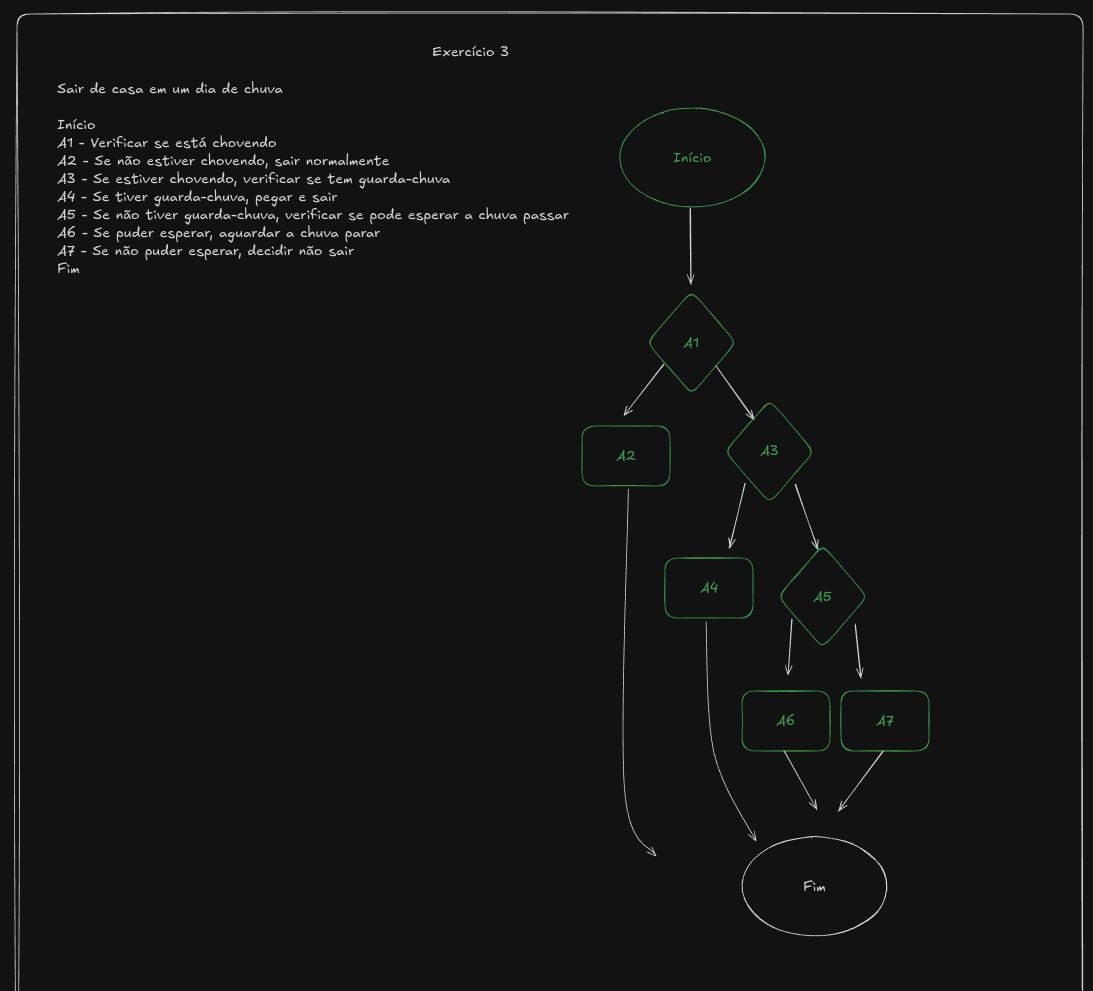 Exercício 3
Sair de casa em um dia de chuva
Início
A1 - Verificar se está chovendo
A2 - Se não estiver chovendo, sair normalmente
A3 - Se estiver chovendo, verificar se tem guarda-chuva
A4 - Se tiver guarda-chuva, pegar e sair
A5 - Se não tiver guarda-chuva, verificar se pode esperar a chuva passar
A6 - Se puder esperar, aguardar a chuva parar
A7 - Se não puder esperar, decidir não sair
Fim
Início
A1
A2
A3
A4
A5
A6
A7
Fim